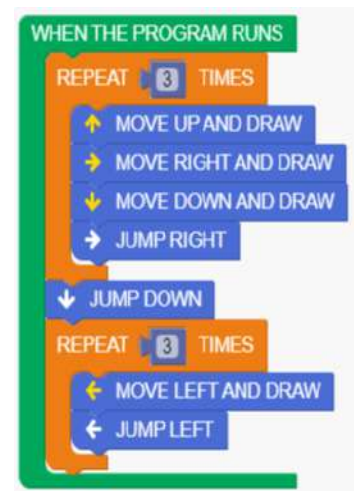 WHEN THE PROGRAM RUNS
REPEAT 3 TIMES
MOVE UP AND DRAW
MOVE RIGHT AND DRAW
MOVE DOWN AND DRAW
JUMP RIGHT
JUMP DOWN
REPEAT 3 TIMES
MOVE LEFT AND DRAW
JUMP LEFT